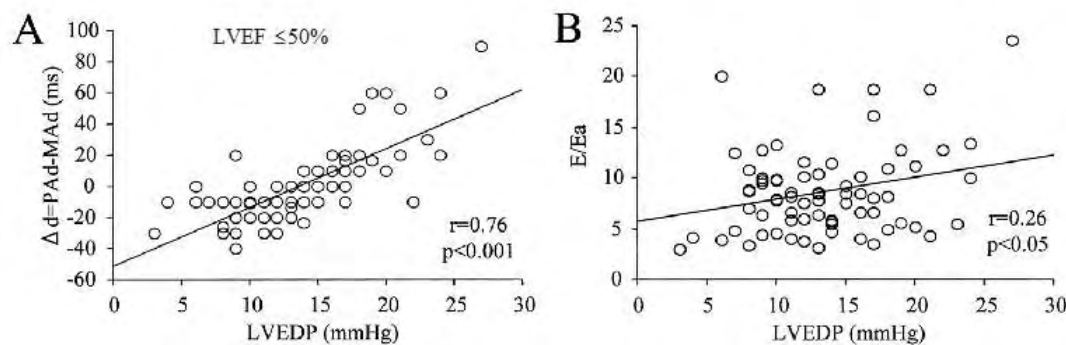 A
LVEF ≤50%
Δ d=PAd-MAd (ms)
100
80
60
40
20
0
-20
-40
-60
r=0.76
p<0.001
0 5 10 15 20 25 30
LVEDP (mmHg)
B
E/Ea
25
20
15
10
5
0
r=0.26
p<0.05
0 5 10 15 20 25 30
LVEDP (mmHg)